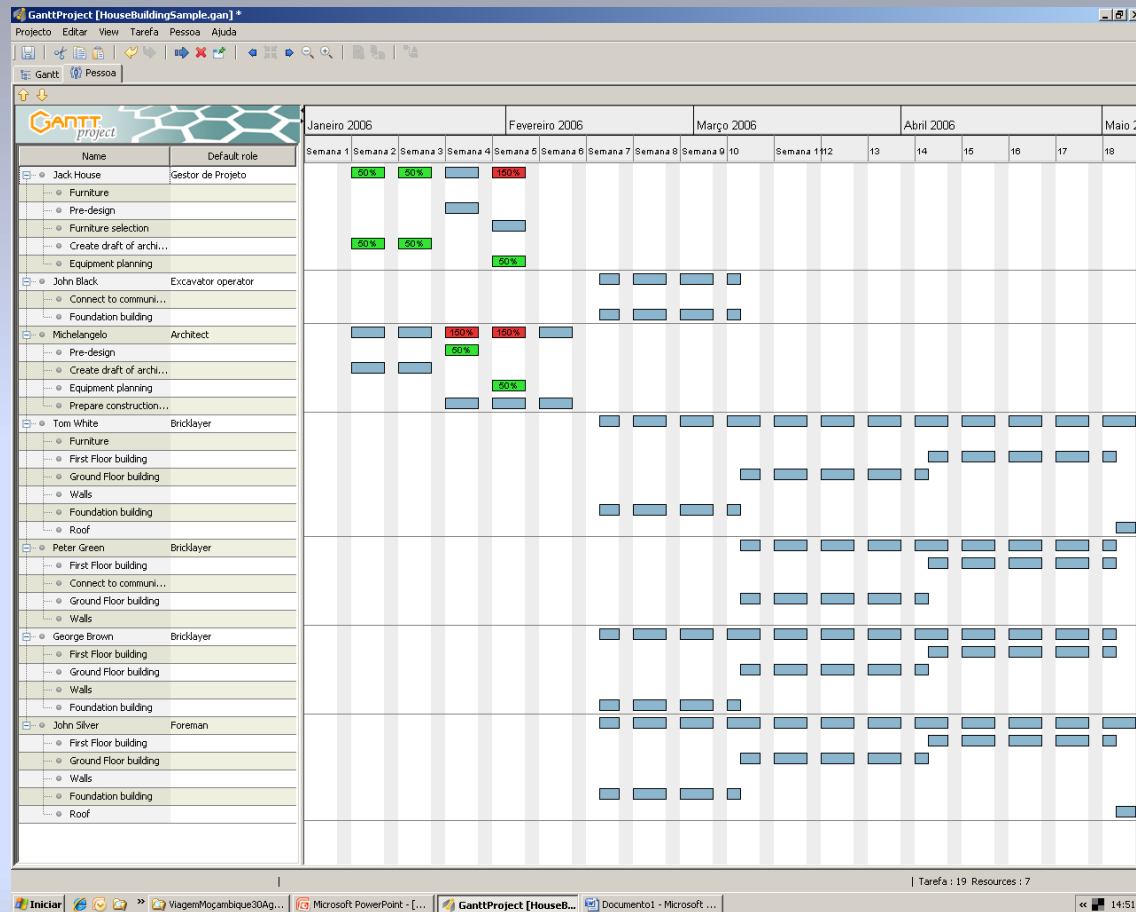 GanttProject [HouseBuildingSample.gan] *
Projecto Editar View Tarefa Pessoa Ajuda
Gantt Pessoa
GANTT project
Janeiro 2006 Fevereiro 2006 Março 2006 Abril 2006 Maio 2
Name Default role
Semana 1 Semana 2 Semana 3 Semana 4 Semana 5 Semana 6 Semana 7 Semana 8 Semana 9 10 Semana 11 12 13 14 15 16 17 18
Jack House Gestor de Projeto 50% 50% 150%
Furniture
Pre-design
Furniture selection
Create draft of archi... 50% 50%
Equipment planning 50%
John Black Excavator operator
Connect to communi...
Foundation building
Michelangelo Architect 150% 150%
Pre-design 50%
Create draft of archi...
Equipment planning 50%
Prepare construction...
Tom White Bricklayer
Furniture
First Floor building
Ground Floor building
Walls
Foundation building
Roof
Peter Green Bricklayer
First Floor building
Connect to communi...
Ground Floor building
Walls
George Brown Bricklayer
First Floor building
Ground Floor building
Walls
Foundation building
John Silver Foreman
First Floor building
Ground Floor building
Walls
Foundation building
Roof
Tarefa : 19 Resources : 7
Iniciar » ViagemMoçambique30Ag... Microsoft PowerPoint - [... GanttProject [HouseB... Documento1 - Microsoft ... « 14:51